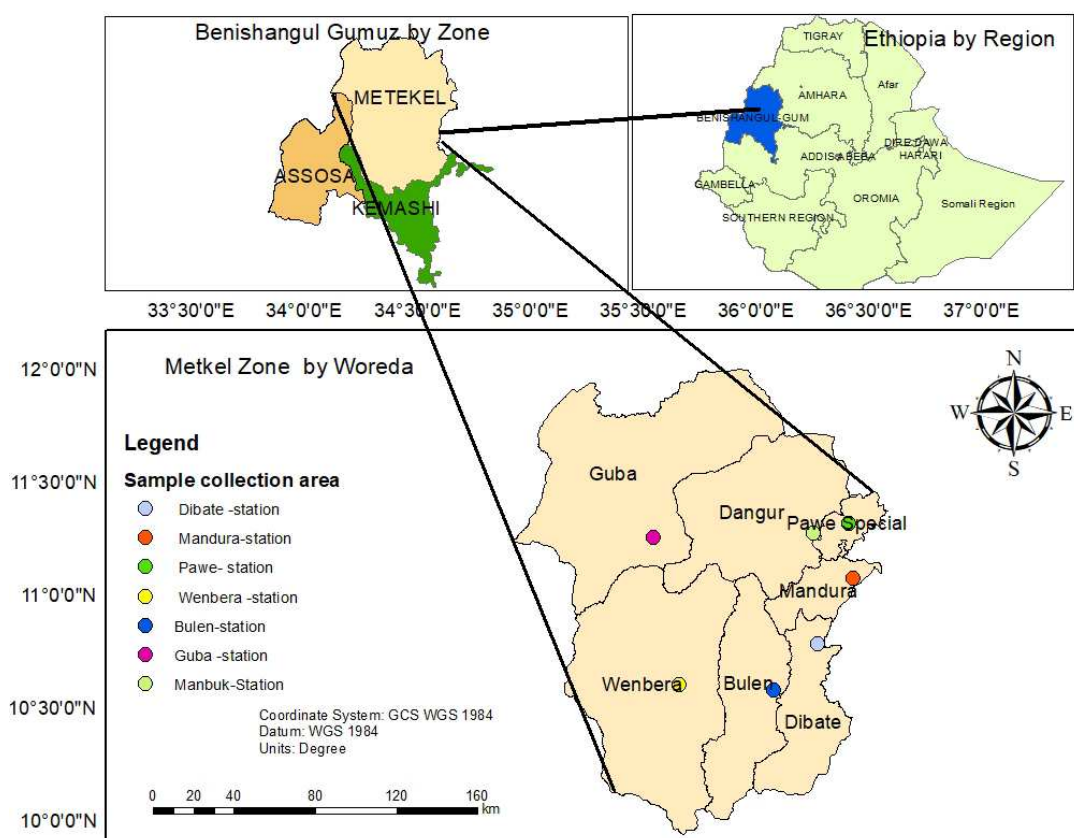 Benishangul Gumuz by Zone
METEKEL
ASSOSA
KEMASHI
Ethiopia by Region
TIGRAY
Afar
AMHARA
BENISHANGUL-GUM
DIRE DAWA
ADDIS ABEBA
HARARI
GAMBELLA
OROMIA
Somali Region
SOUTHERN REGION
33°30'0"E 34°0'0"E 34°30'0"E 35°0'0"E 35°30'0"E 36°0'0"E 36°30'0"E 37°0'0"E
12°0'0"N
11°30'0"N
11°0'0"N
10°30'0"N
10°0'0"N
Metkel Zone by Woreda
N
W E
S
Legend
Sample collection area
Dibate -station
Mandura-station
Pawe- station
Wenbera -station
Bulen-station
Guba -station
Manbuk-Station
Guba
Dangur
Pawe Special
Mandura
Wenbera
Bulen
Dibate
Coordinate System: GCS WGS 1984
Datum: WGS 1984
Units: Degree
0 20 40 80 120 160
km